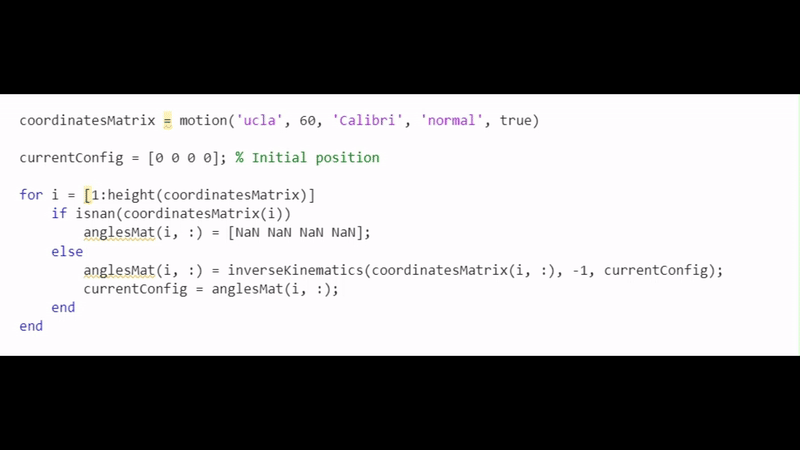 coordinatesMatrix = motion('ucla', 60, 'Calibri', 'normal', true)
currentConfig = [0 0 0 0]; % Initial position
for i = [1:height(coordinatesMatrix)]
    if isnan(coordinatesMatrix(i))
        anglesMat(i, :) = [NaN NaN NaN NaN];
    else
        anglesMat(i, :) = inverseKinematics(coordinatesMatrix(i, :), -1, currentConfig);
        currentConfig = anglesMat(i, :);
    end
end